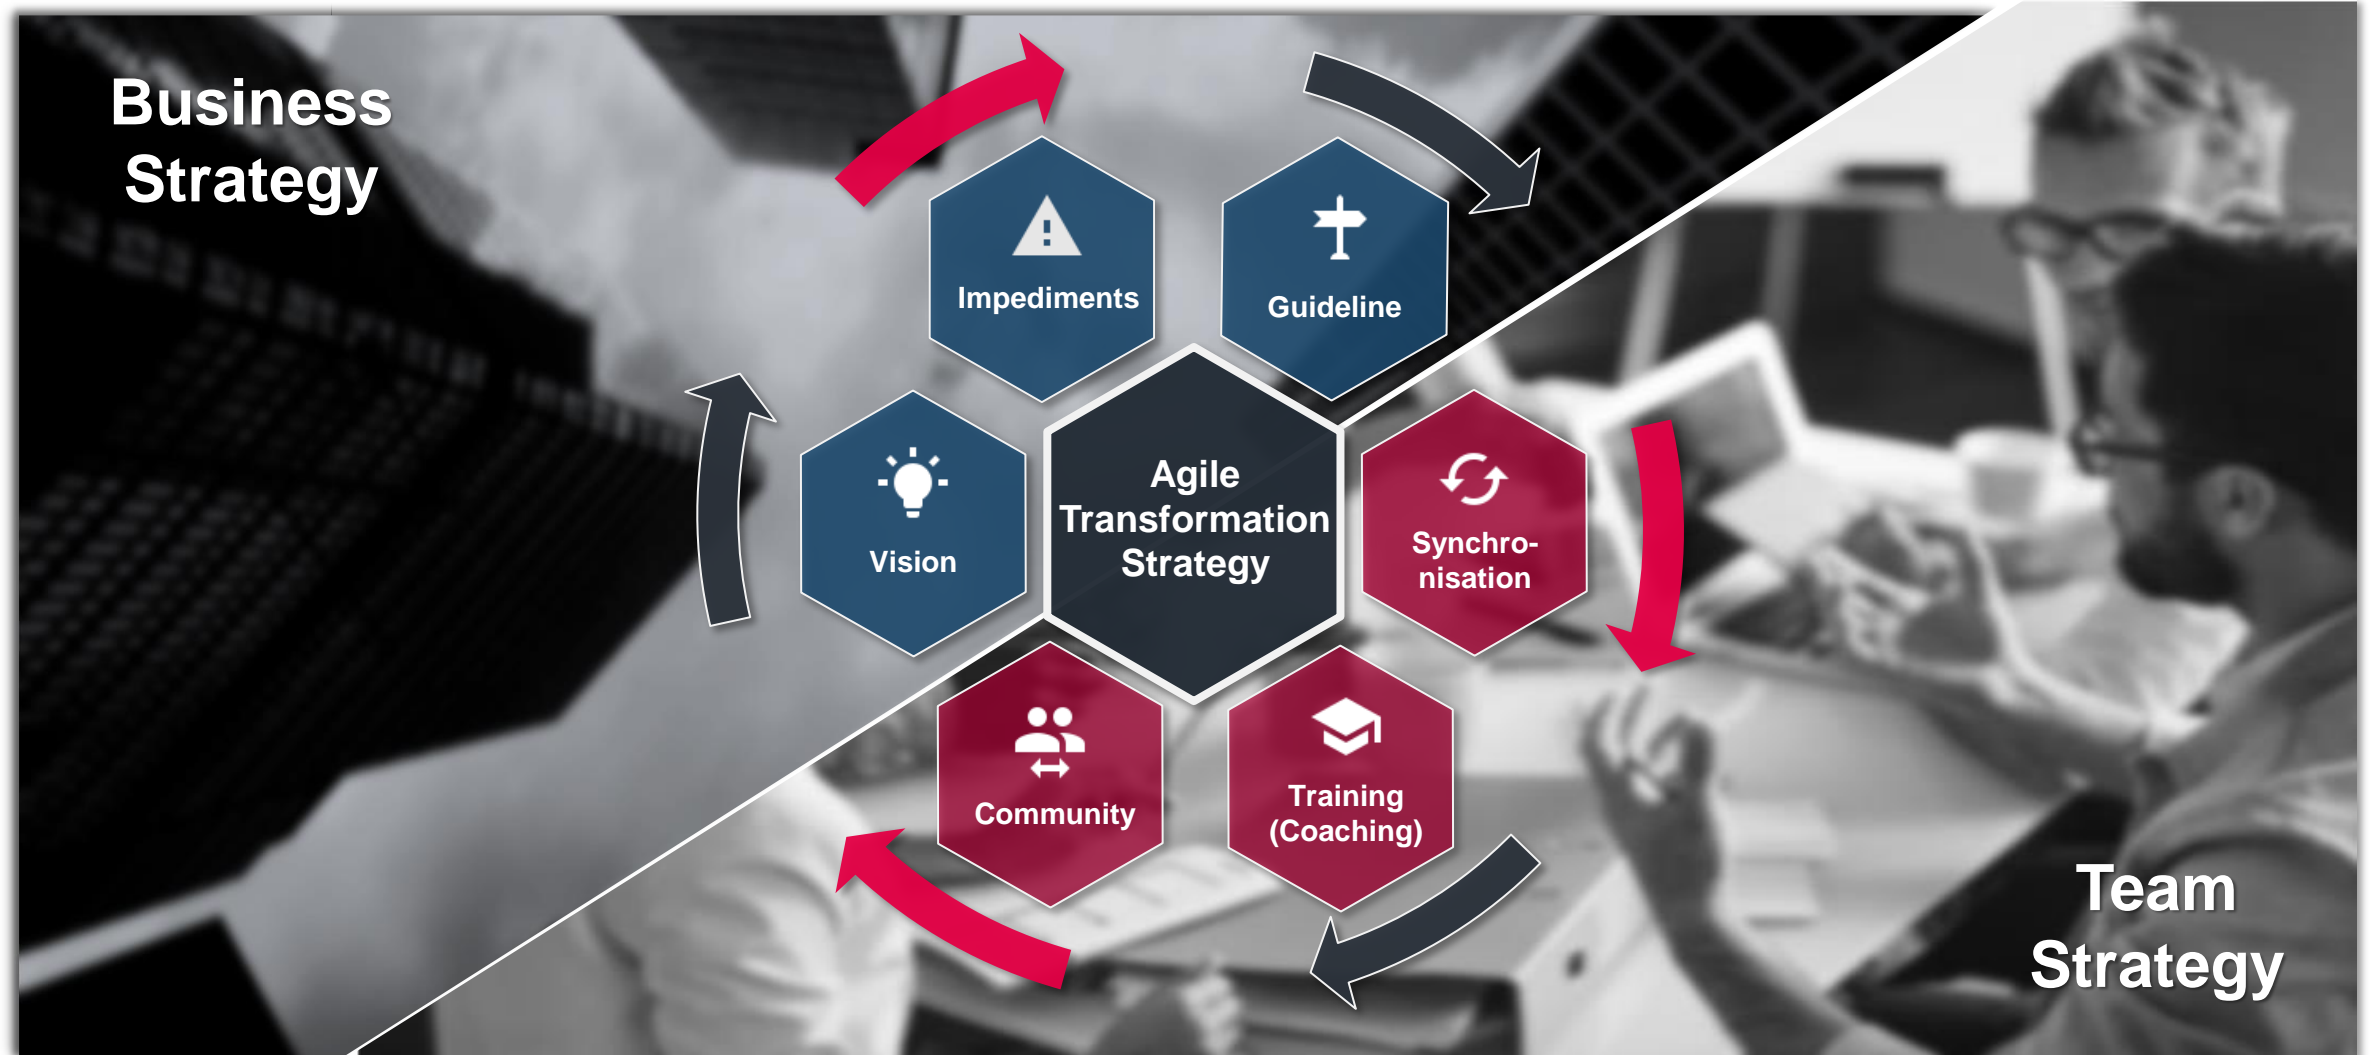 Business
Strategy
Impediments
Guideline
Vision
Agile
Transformation
Strategy
Synchro-
nisation
Community
Training
(Coaching)
Team
Strategy